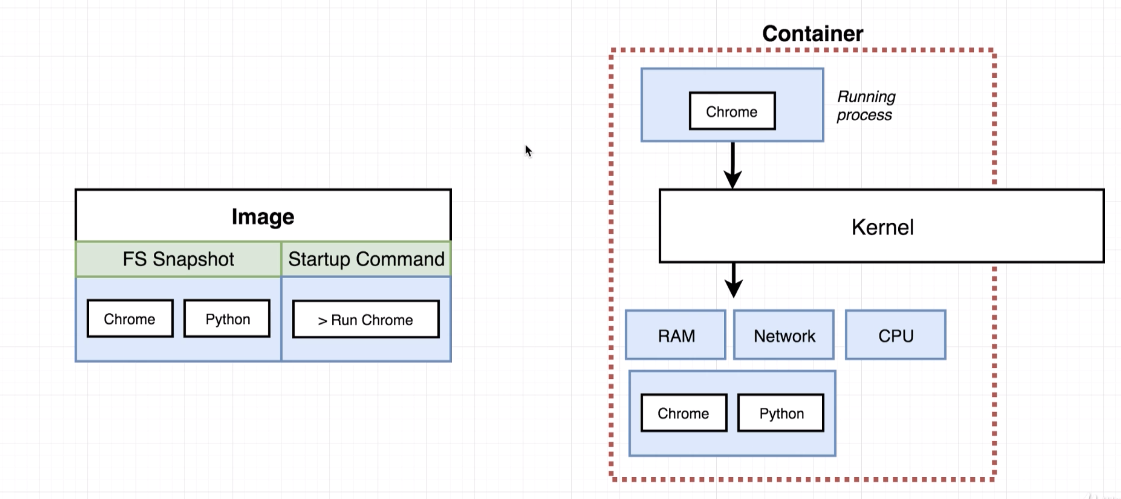 Container
Chrome
Running
process
Kernel
RAM
Network
CPU
Chrome
Python
Image
FS Snapshot
Startup Command
Chrome
Python
> Run Chrome